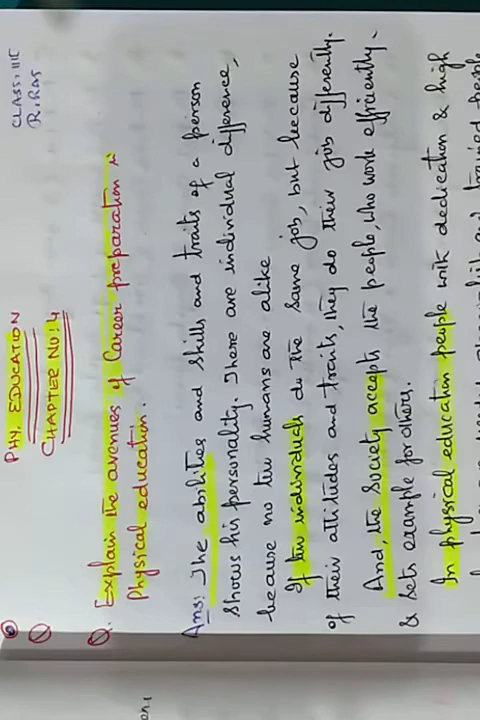 PHY. EDUCATION
CLASS: IIIC
CHAPTER NO: 4
R. RAS
Q. Explain the avenues of Career preparation in
Physical education.
Ans: The abilities and skills and traits of a person
shows his personality. There are individual difference,
because no two humans are alike
If two individuals do the same job, but because
of their attitudes and traits, they do their job differently.
And, the Society accepts the people, who work efficiently.
& sets example for others.
In physical education people with dedication & high
and trained people